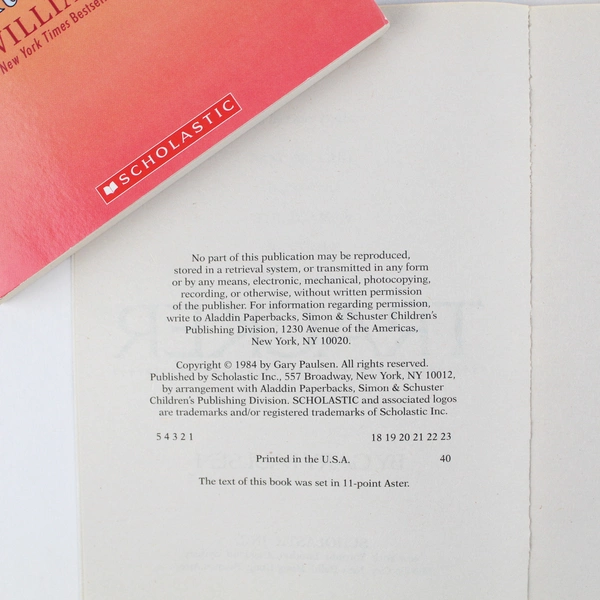 WILLIA
New York Times Bestsel
SCHOLASTIC
No part of this publication may be reproduced,
stored in a retrieval system, or transmitted in any form
or by any means, electronic, mechanical, photocopying,
recording, or otherwise, without written permission
of the publisher. For information regarding permission,
write to Aladdin Paperbacks, Simon & Schuster Children's
Publishing Division, 1230 Avenue of the Americas,
New York, NY 10020.
Copyright © 1984 by Gary Paulsen. All rights reserved.
Published by Scholastic Inc., 557 Broadway, New York, NY 10012,
by arrangement with Aladdin Paperbacks, Simon & Schuster
Children's Publishing Division. SCHOLASTIC and associated logos
are trademarks and/or registered trademarks of Scholastic Inc.
5 4 3 2 1 18 19 20 21 22 23
Printed in the U.S.A. 40
The text of this book was set in 11-point Aster.